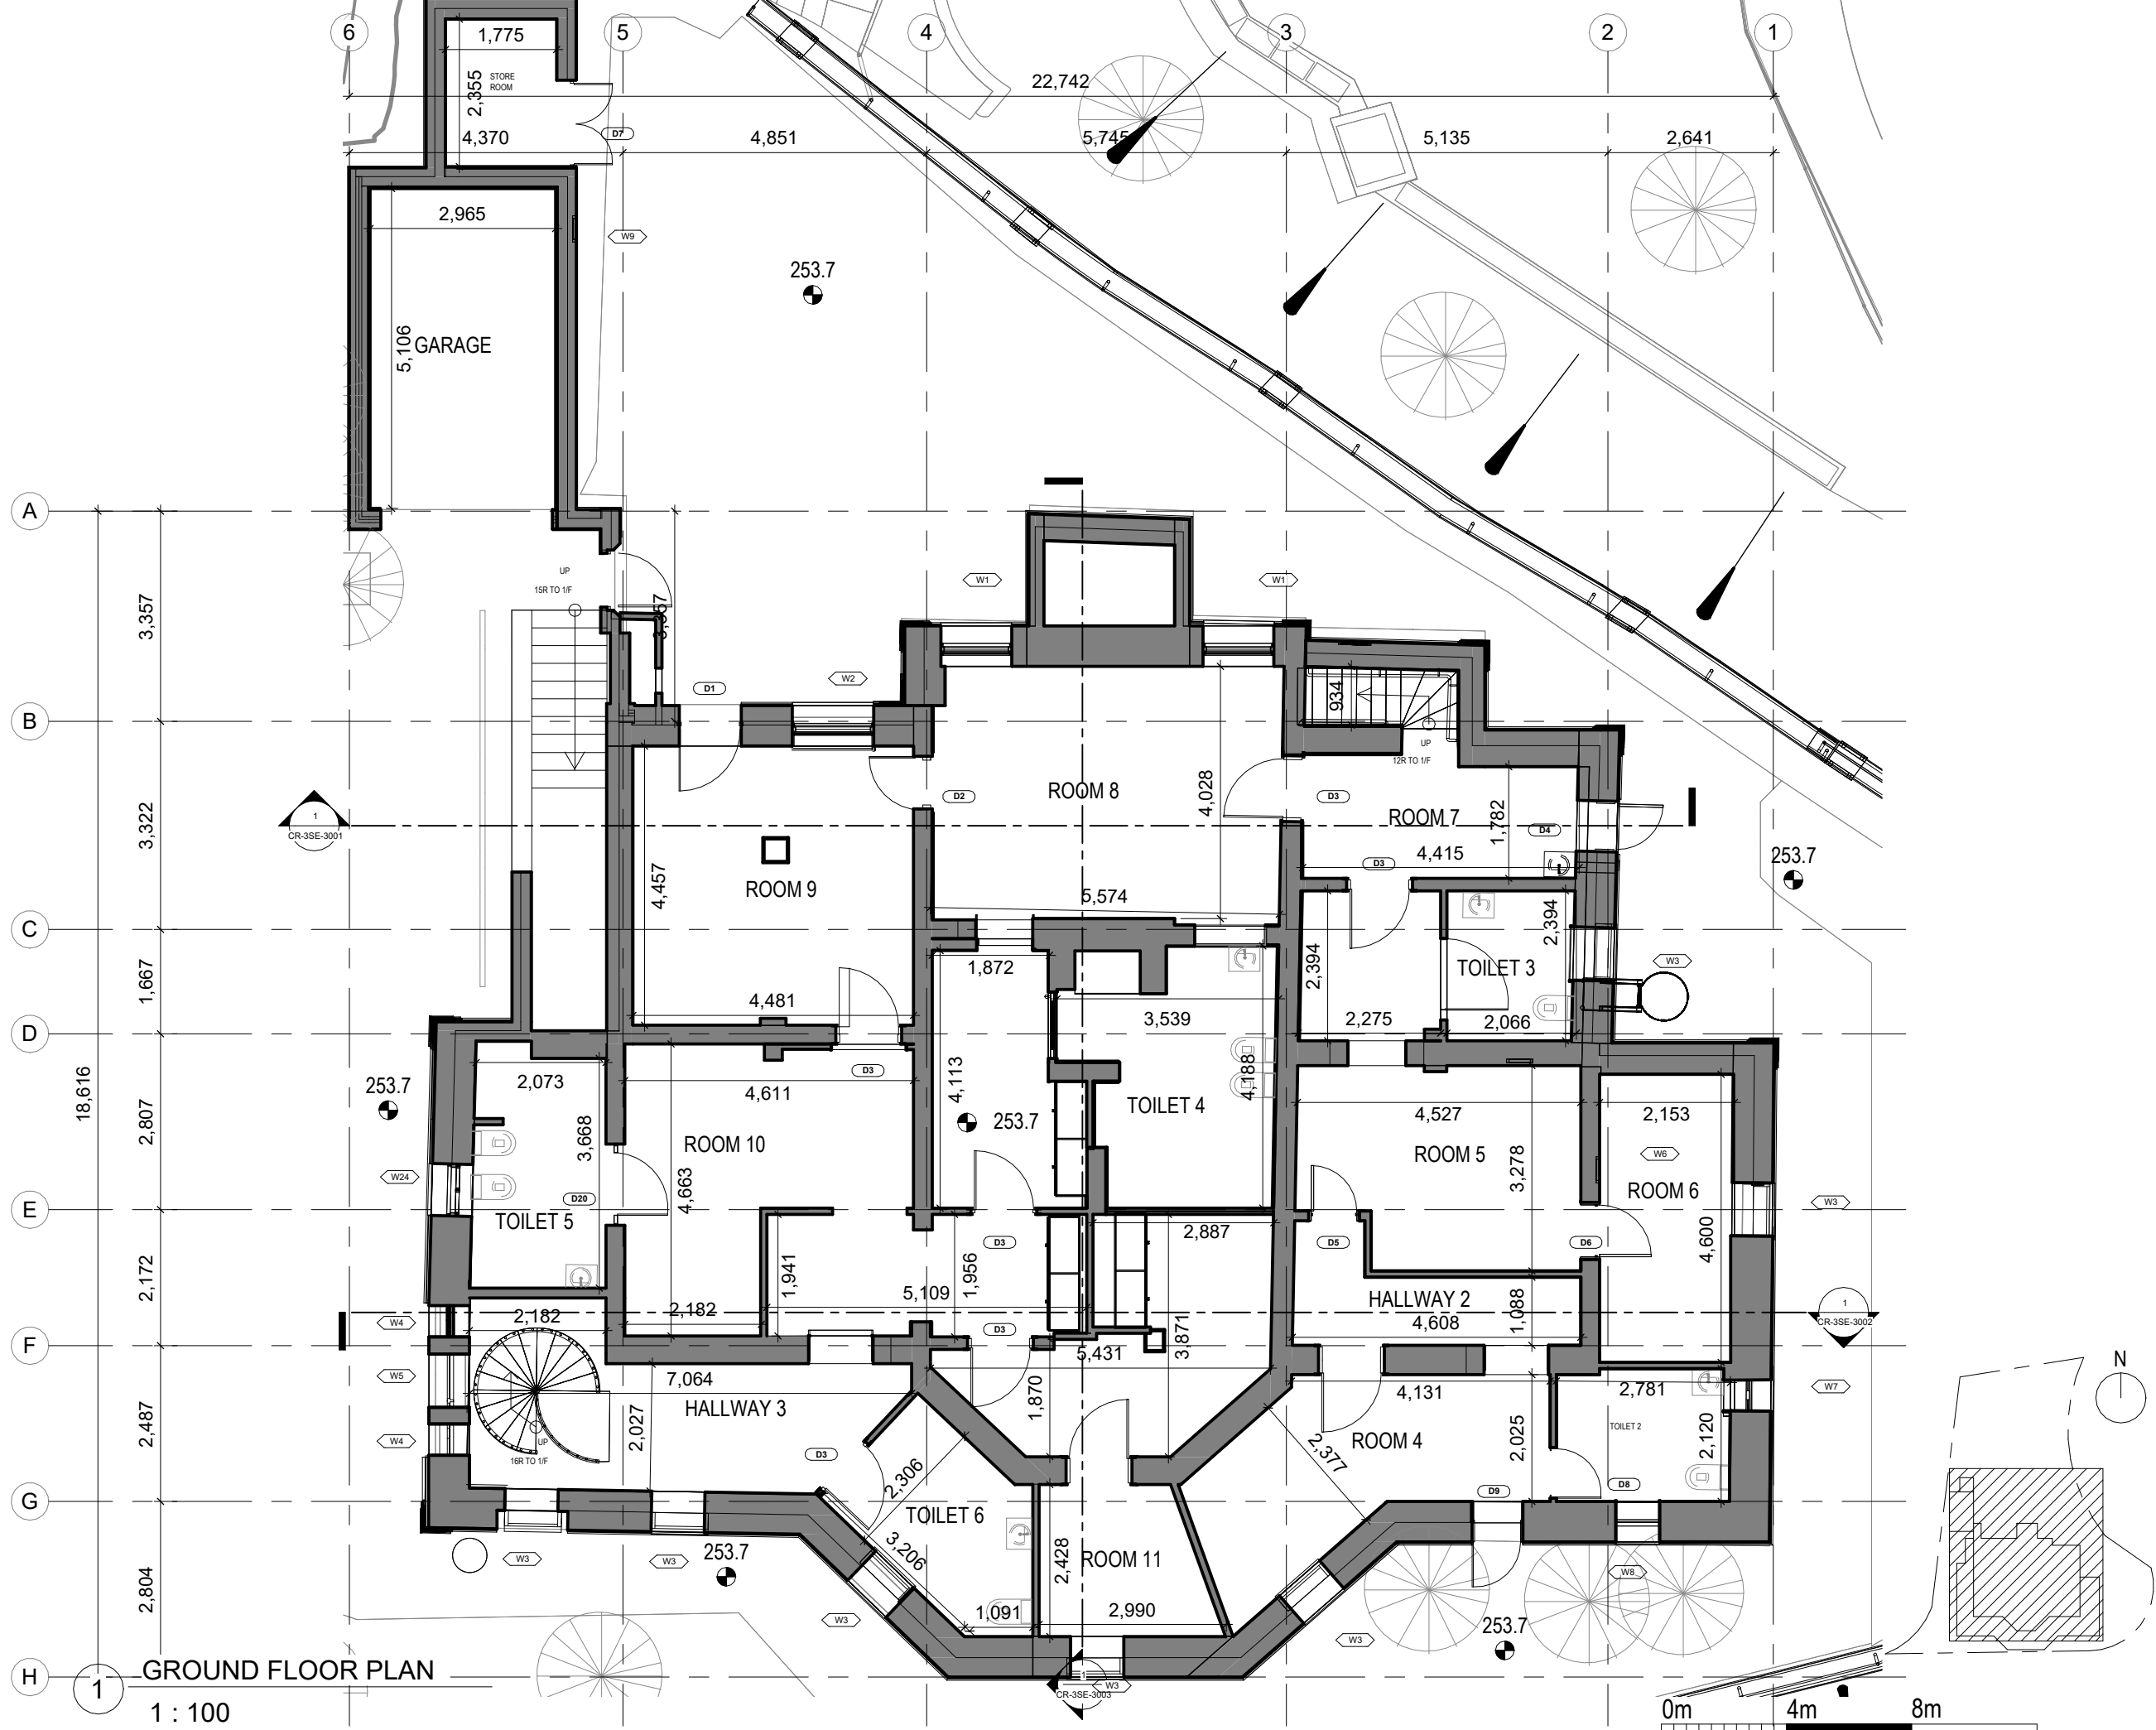 6
5
4
3
2
1
1,775
STORE
ROOM
2,355
22,742
D7
4,370
4,851
5,745
5,135
2,641
2,965
W9
253.7
5,106
GARAGE
A
UP
15R TO 1/F
W1
W1
3,357
3,357
D1
W2
934
B
UP
12R TO 1/F
ROOM 8
4,028
D2
D3
ROOM 7
1,782
D4
1
CR-3SE-3001
3,322
4,457
ROOM 9
D3
4,415
253.7
5,574
2,394
C
1,872
2,394
TOILET 3
W3
1,667
4,481
3,539
2,275
2,066
D
253.7
2,073
4,611
D3
4,113
4,188
18,616
2,807
3,668
ROOM 10
253.7
TOILET 4
4,527
2,153
ROOM 5
3,278
W6
W24
D20
4,663
ROOM 6
W3
E
TOILET 5
2,887
D3
D5
D6
4,600
2,172
1,941
1,956
5,109
HALLWAY 2
1,088
1
CR-3SE-3002
2,182
2,182
W4
D3
4,608
F
5,431
3,871
N
W5
7,064
4,131
2,781
W7
HALLWAY 3
1,870
2,487
2,027
TOILET 2
W4
UP
16R TO 1/F
D3
2,377
ROOM 4
2,025
2,120
2,306
D9
D8
G
TOILET 6
W3
W3
253.7
3,206
2,428
ROOM 11
W8
2,804
W3
1,091
2,990
253.7
W3
H
1
GROUND FLOOR PLAN
1
CR-3SE-3003
W3
1 : 100
0m
4m
8m